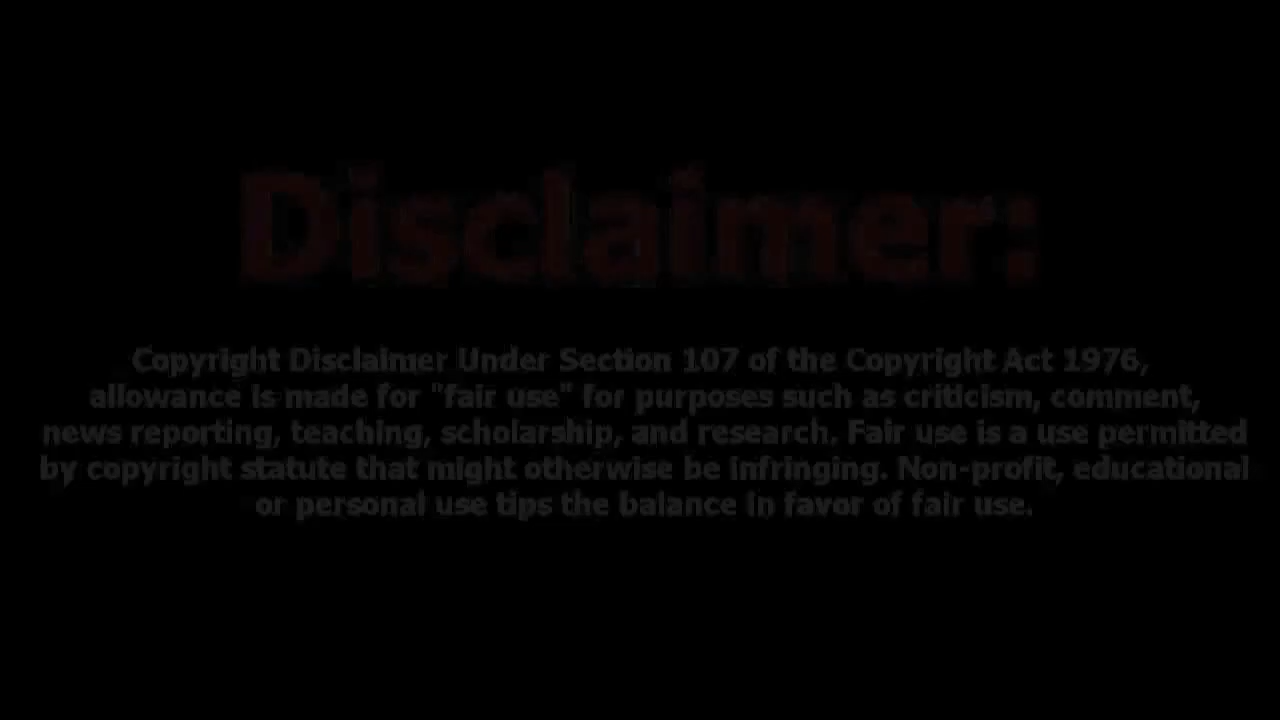 Disclaimer:
Copyright Disclaimer Under Section 107 of the Copyright Act 1976,
allowance is made for "fair use" for purposes such as criticism, comment,
news reporting, teaching, scholarship, and research. Fair use is a use permitted
by copyright statute that might otherwise be infringing. Non-profit, educational
or personal use tips the balance in favor of fair use.